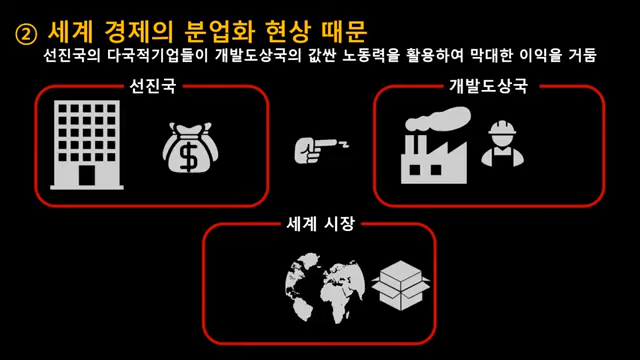 ② 세계 경제의 분업화 현상 때문
선진국의 다국적기업들이 개발도상국의 값싼 노동력을 활용하여 막대한 이익을 거둠
선진국
개발도상국
$
세계 시장